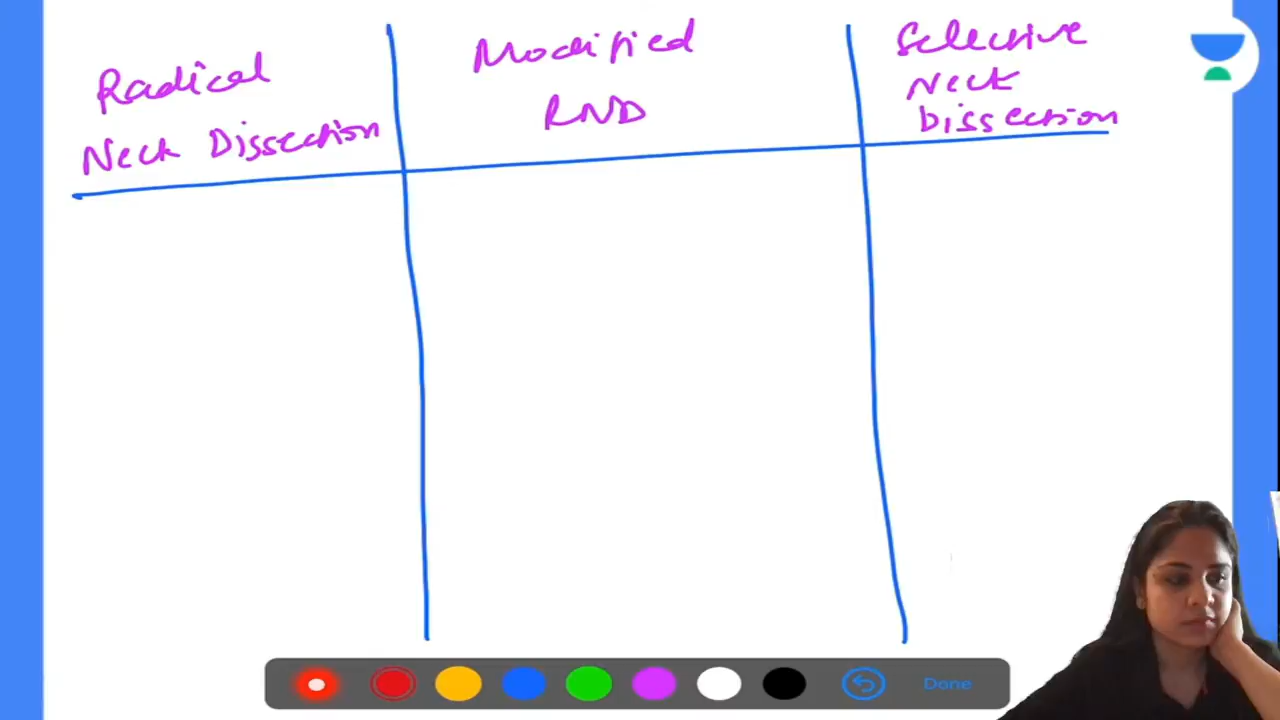 Radical
Neck Dissection
Modified
RND
Selective
Neck
Dissection
Done